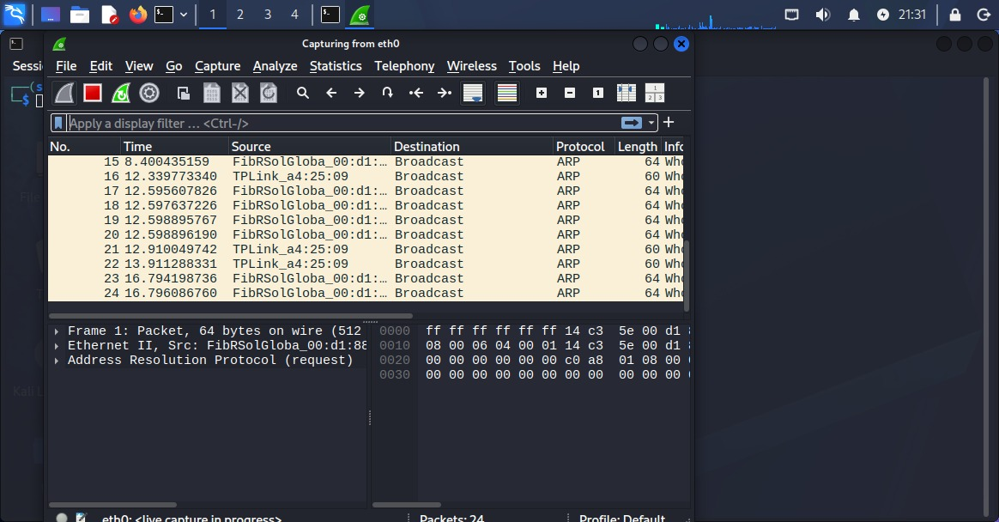 1 2 3 4 21:31
Capturing from eth0
Sessi
File Edit View Go Capture Analyze Statistics Telephony Wireless Tools Help
Apply a display filter ... <Ctrl-/>
No. Time Source Destination Protocol Length Info
15 8.400435159 FibRSolGloba_00:d1:… Broadcast ARP 64 Who
16 12.339773340 TPLink_a4:25:09 Broadcast ARP 60 Who
17 12.595607826 FibRSolGloba_00:d1:… Broadcast ARP 64 Who
18 12.597637226 FibRSolGloba_00:d1:… Broadcast ARP 64 Who
19 12.598895767 FibRSolGloba_00:d1:… Broadcast ARP 64 Who
20 12.598896190 FibRSolGloba_00:d1:… Broadcast ARP 64 Who
21 12.910049742 TPLink_a4:25:09 Broadcast ARP 60 Who
22 13.911288331 TPLink_a4:25:09 Broadcast ARP 60 Who
23 16.794198736 FibRSolGloba_00:d1:… Broadcast ARP 64 Who
24 16.796086760 FibRSolGloba_00:d1:… Broadcast ARP 64 Who
Frame 1: Packet, 64 bytes on wire (512
Ethernet II, Src: FibRSolGloba_00:d1:88
Address Resolution Protocol (request)
0000 ff ff ff ff ff ff 14 c3 5e 00 d1
0010 08 00 06 04 00 01 14 c3 5e 00 d1
0020 00 00 00 00 00 00 c0 a8 01 08 00
0030 00 00 00 00 00 00 00 00 00 00 00
eth0: <live capture in progress>
Packets: 24
Profile: Default